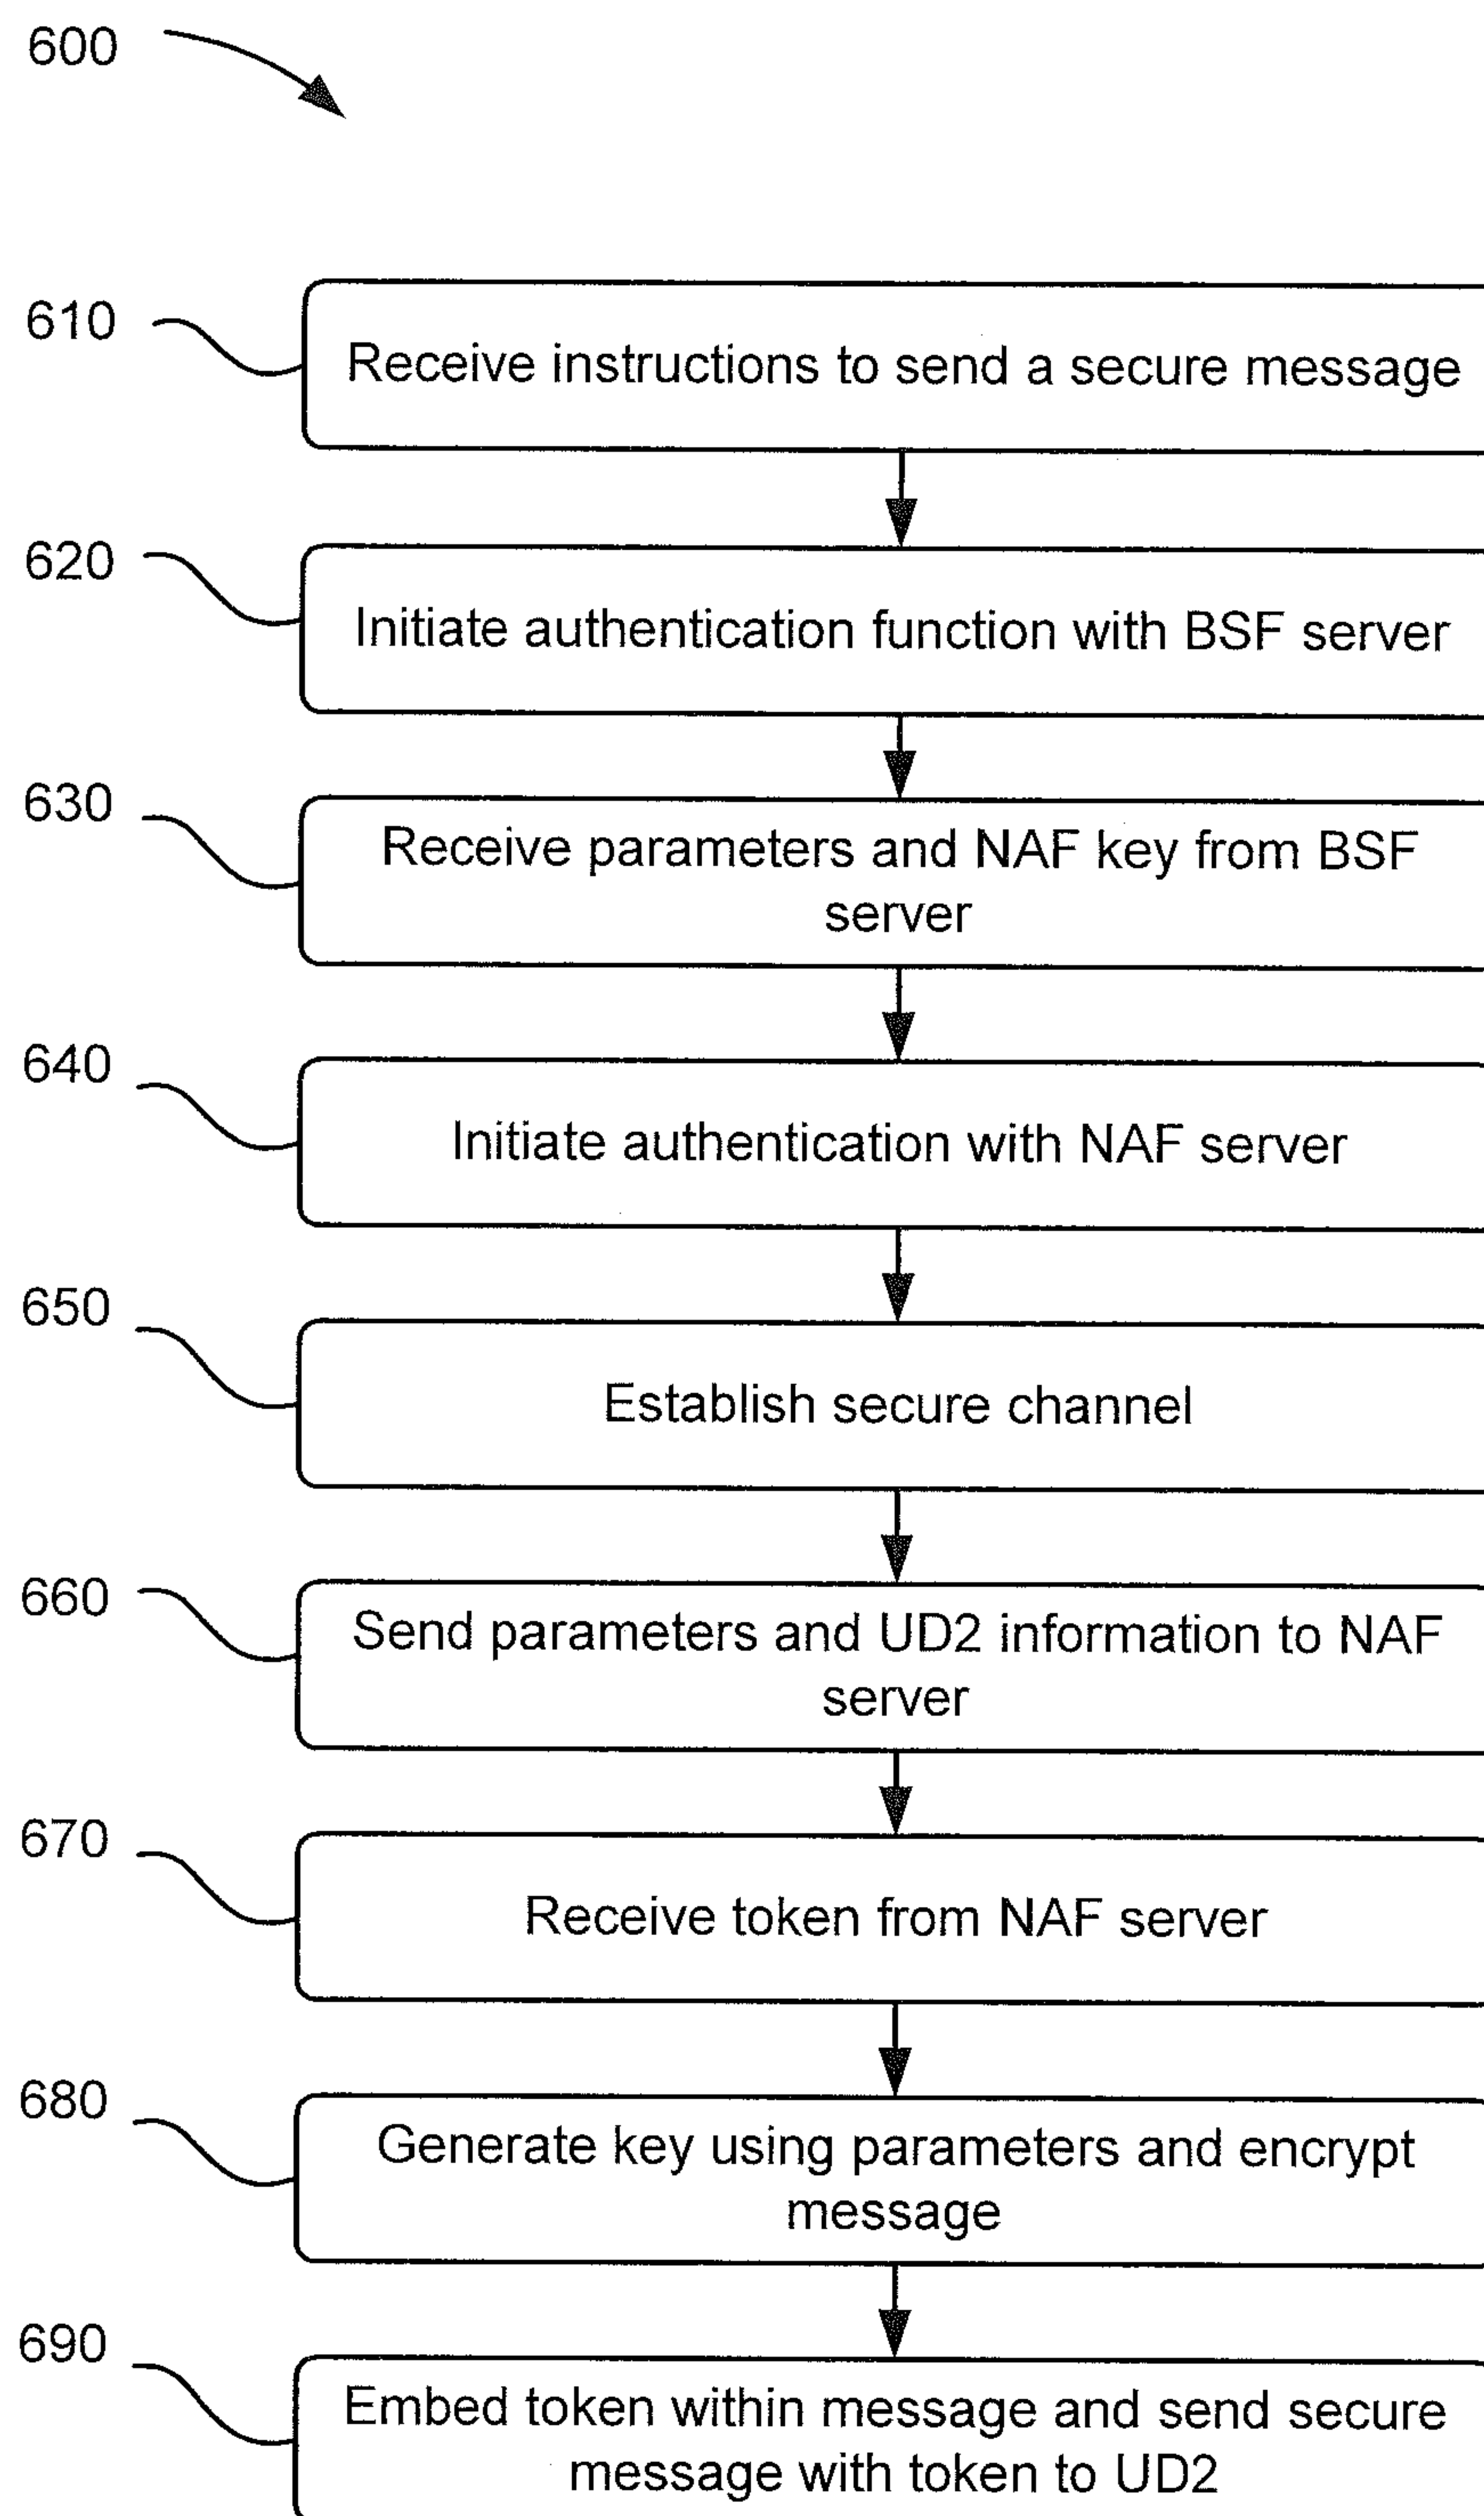 600
610
Receive instructions to send a secure message
620
Initiate authentication function with BSF server
630
Receive parameters and NAF key from BSF
server
640
Initiate authentication with NAF server
650
Establish secure channel
660
Send parameters and UD2 information to NAF
server
670
Receive token from NAF server
680
Generate key using parameters and encrypt
message
690
Embed token within message and send secure
message with token to UD2